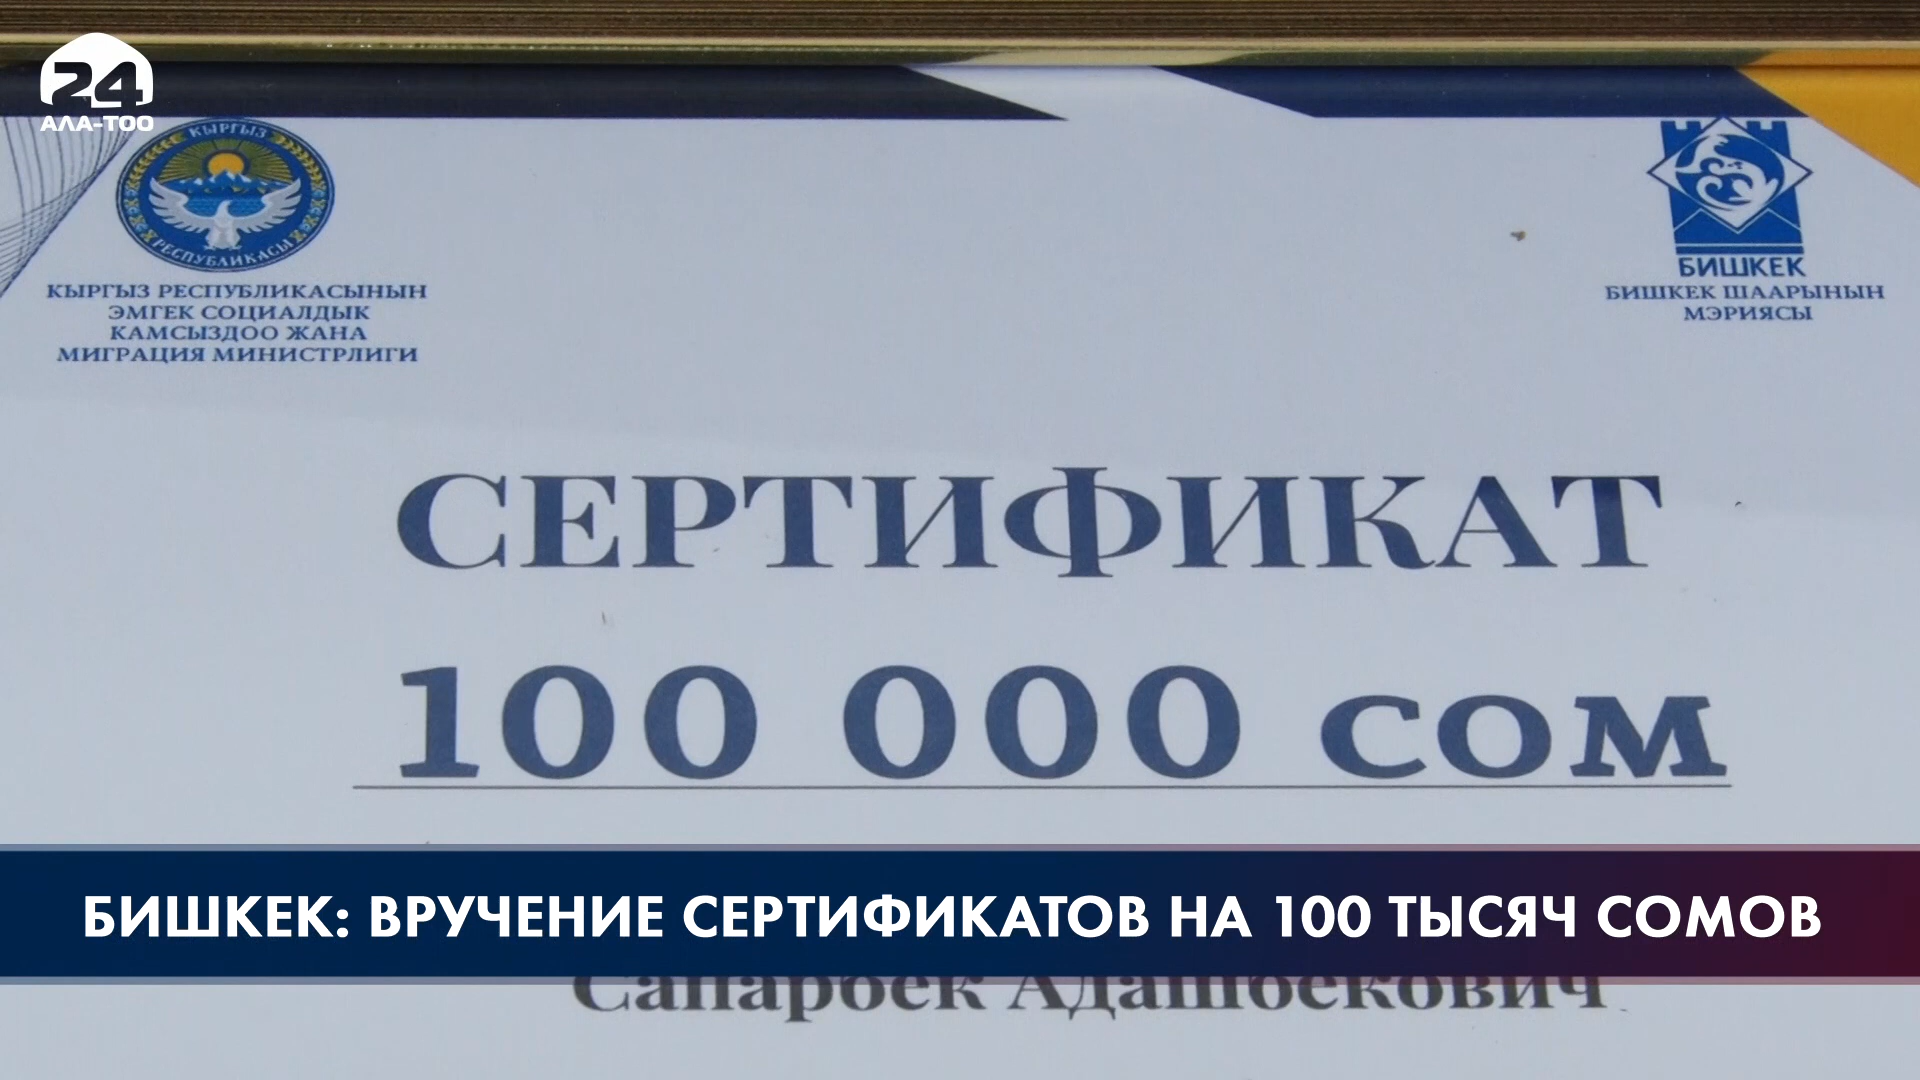 24
АЛА-ТОО
КЫРГЫЗ
РЕСПУБЛИКАСЫ
КЫРГЫЗ РЕСПУБЛИКАСЫНЫН
ЭМГЕК СОЦИАЛДЫК
КАМСЫЗДОО ЖАНА
МИГРАЦИЯ МИНИСТРЛИГИ
БИШКЕК
БИШКЕК ШААРЫНЫН
МЭРИЯСЫ
СЕРТИФИКАТ
100 000 сом
БИШКЕК: ВРУЧЕНИЕ СЕРТИФИКАТОВ НА 100 ТЫСЯЧ СОМОВ
Сапарбек Адашбекович